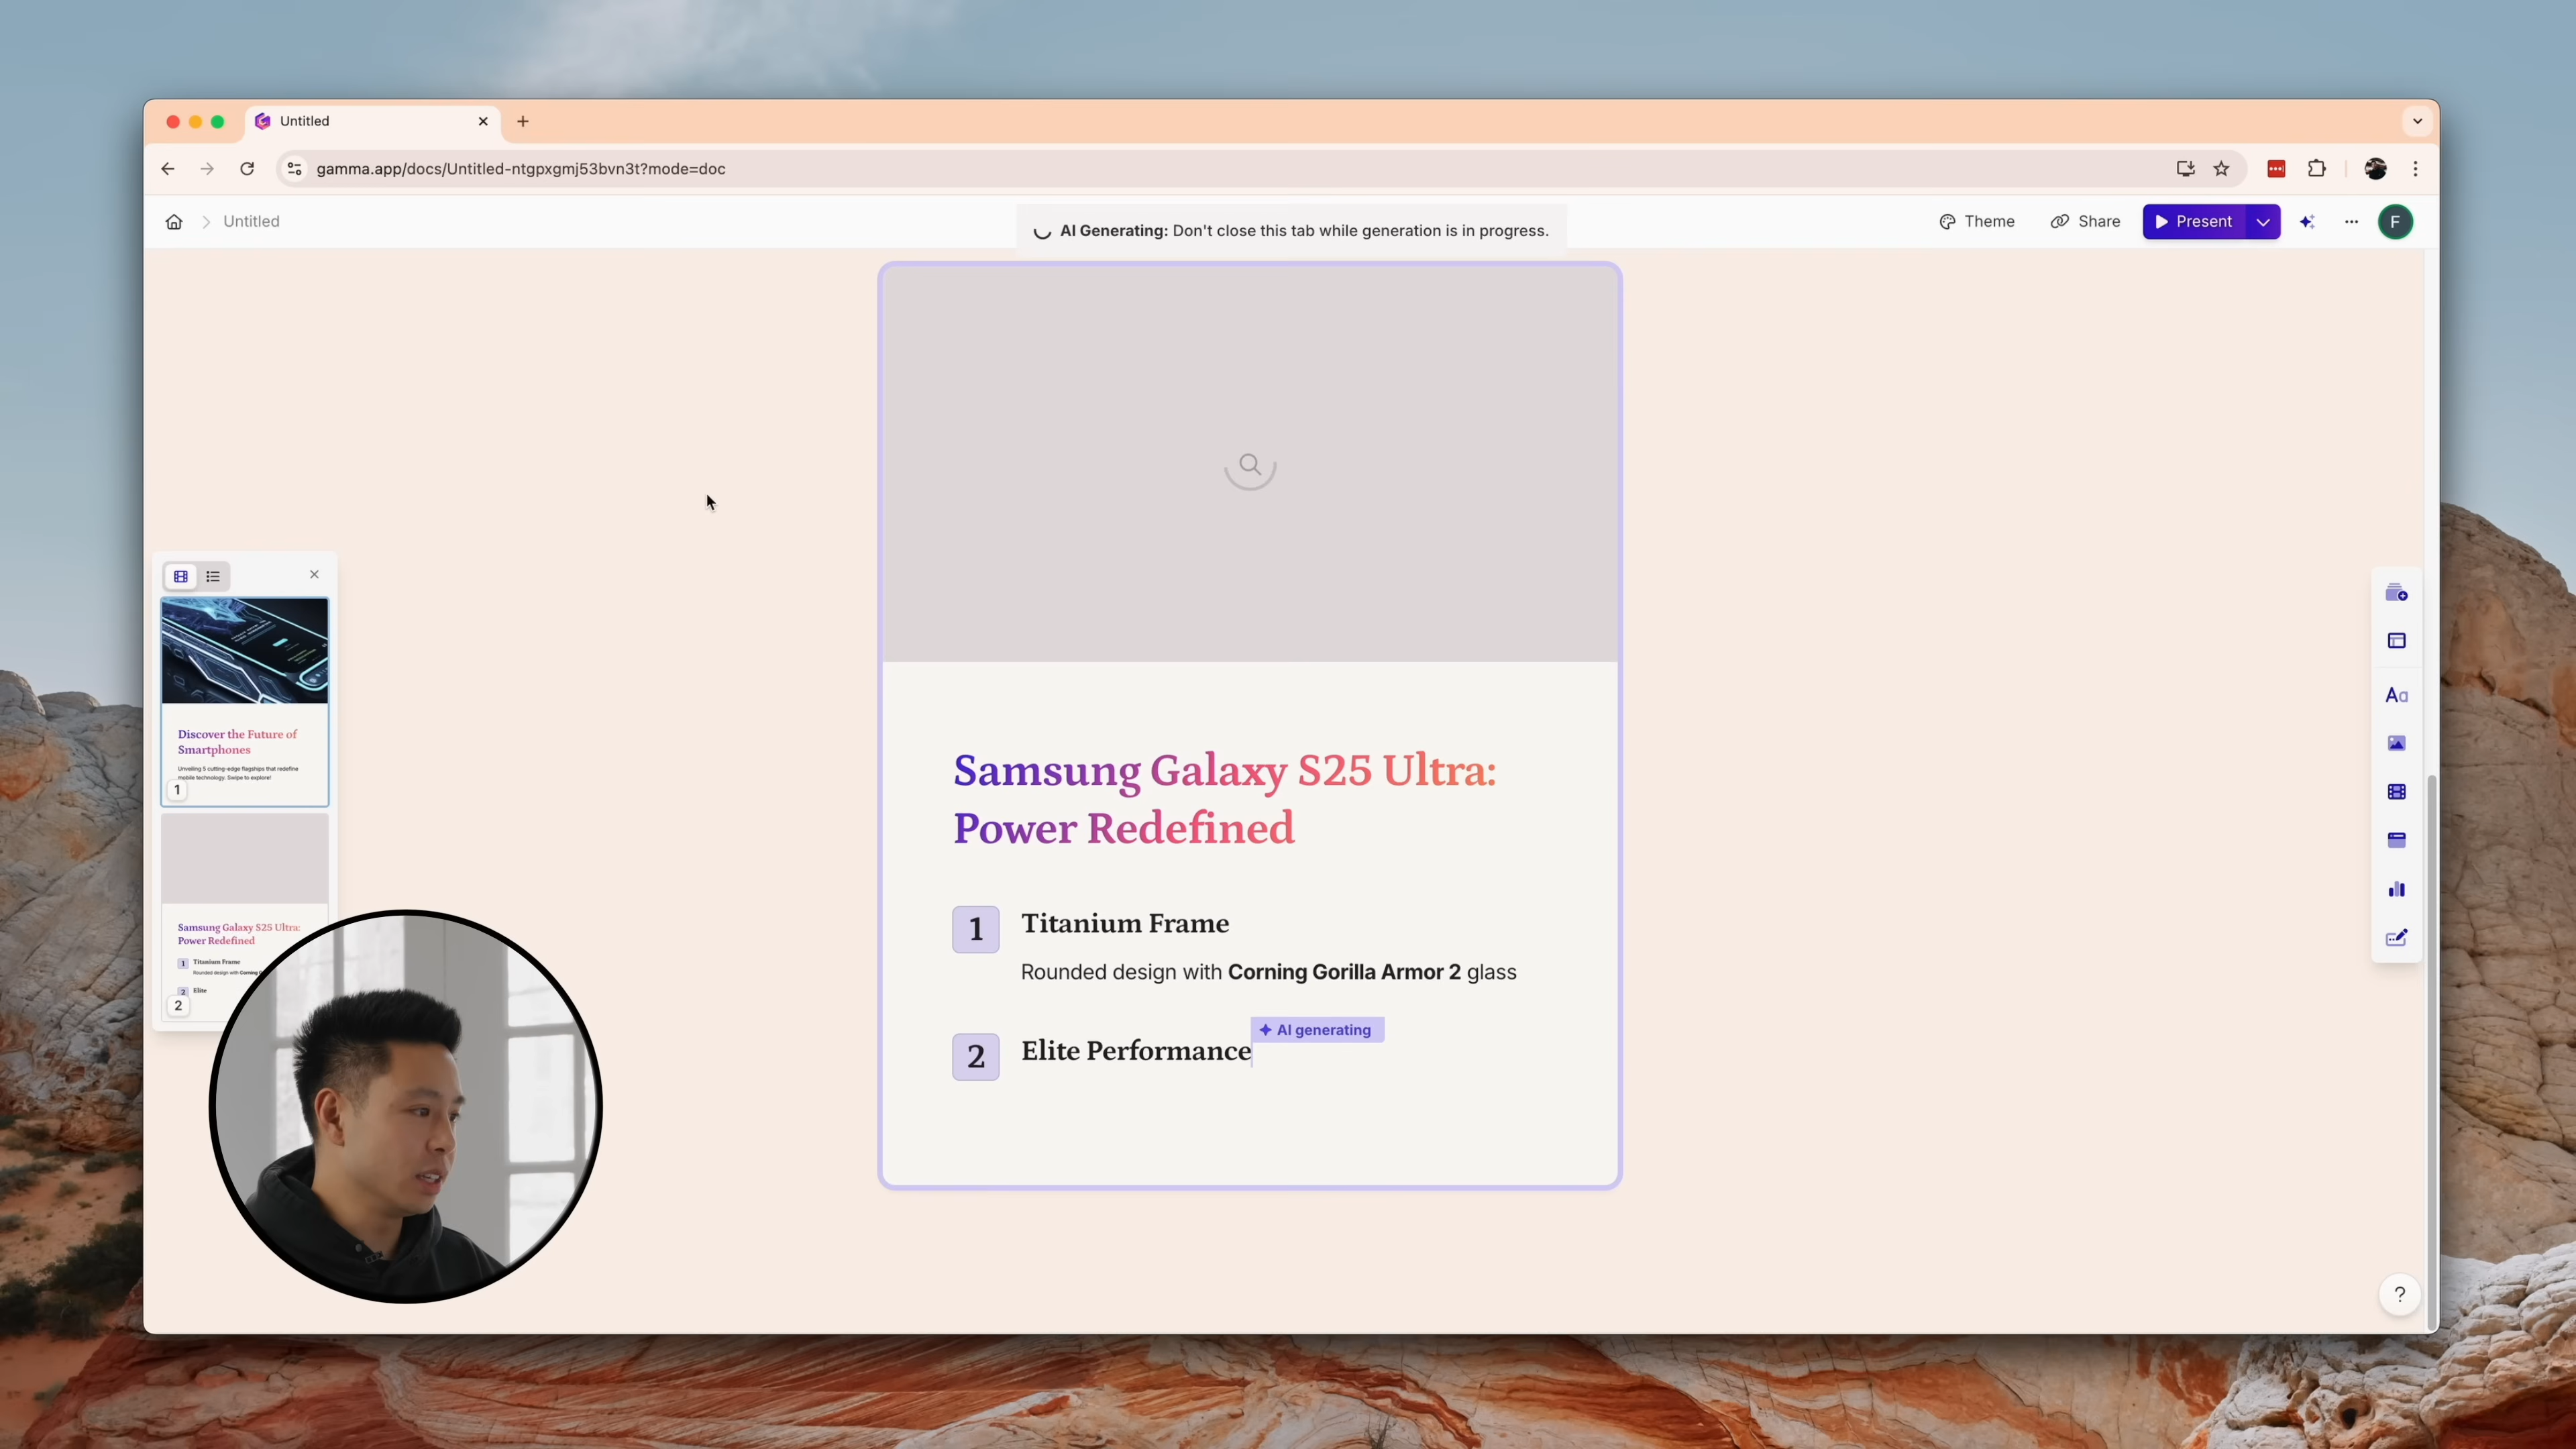 Untitled
gamma.app/docs/Untitled-ntgpxgmj53bvn3t?mode=doc
Untitled
AI Generating: Don't close this tab while generation is in progress.
Theme
Share
Present
F
Discover the Future of
Smartphones
Unveiling 5 cutting-edge flagships that redefine
mobile technology. Swipe to explore!
1
Samsung Galaxy S25 Ultra:
Power Redefined
1 Titanium Frame
Rounded design with Corning
2 Elite
2
Samsung Galaxy S25 Ultra:
Power Redefined
1 Titanium Frame
Rounded design with Corning Gorilla Armor 2 glass
AI generating
2 Elite Performance
Aa
?